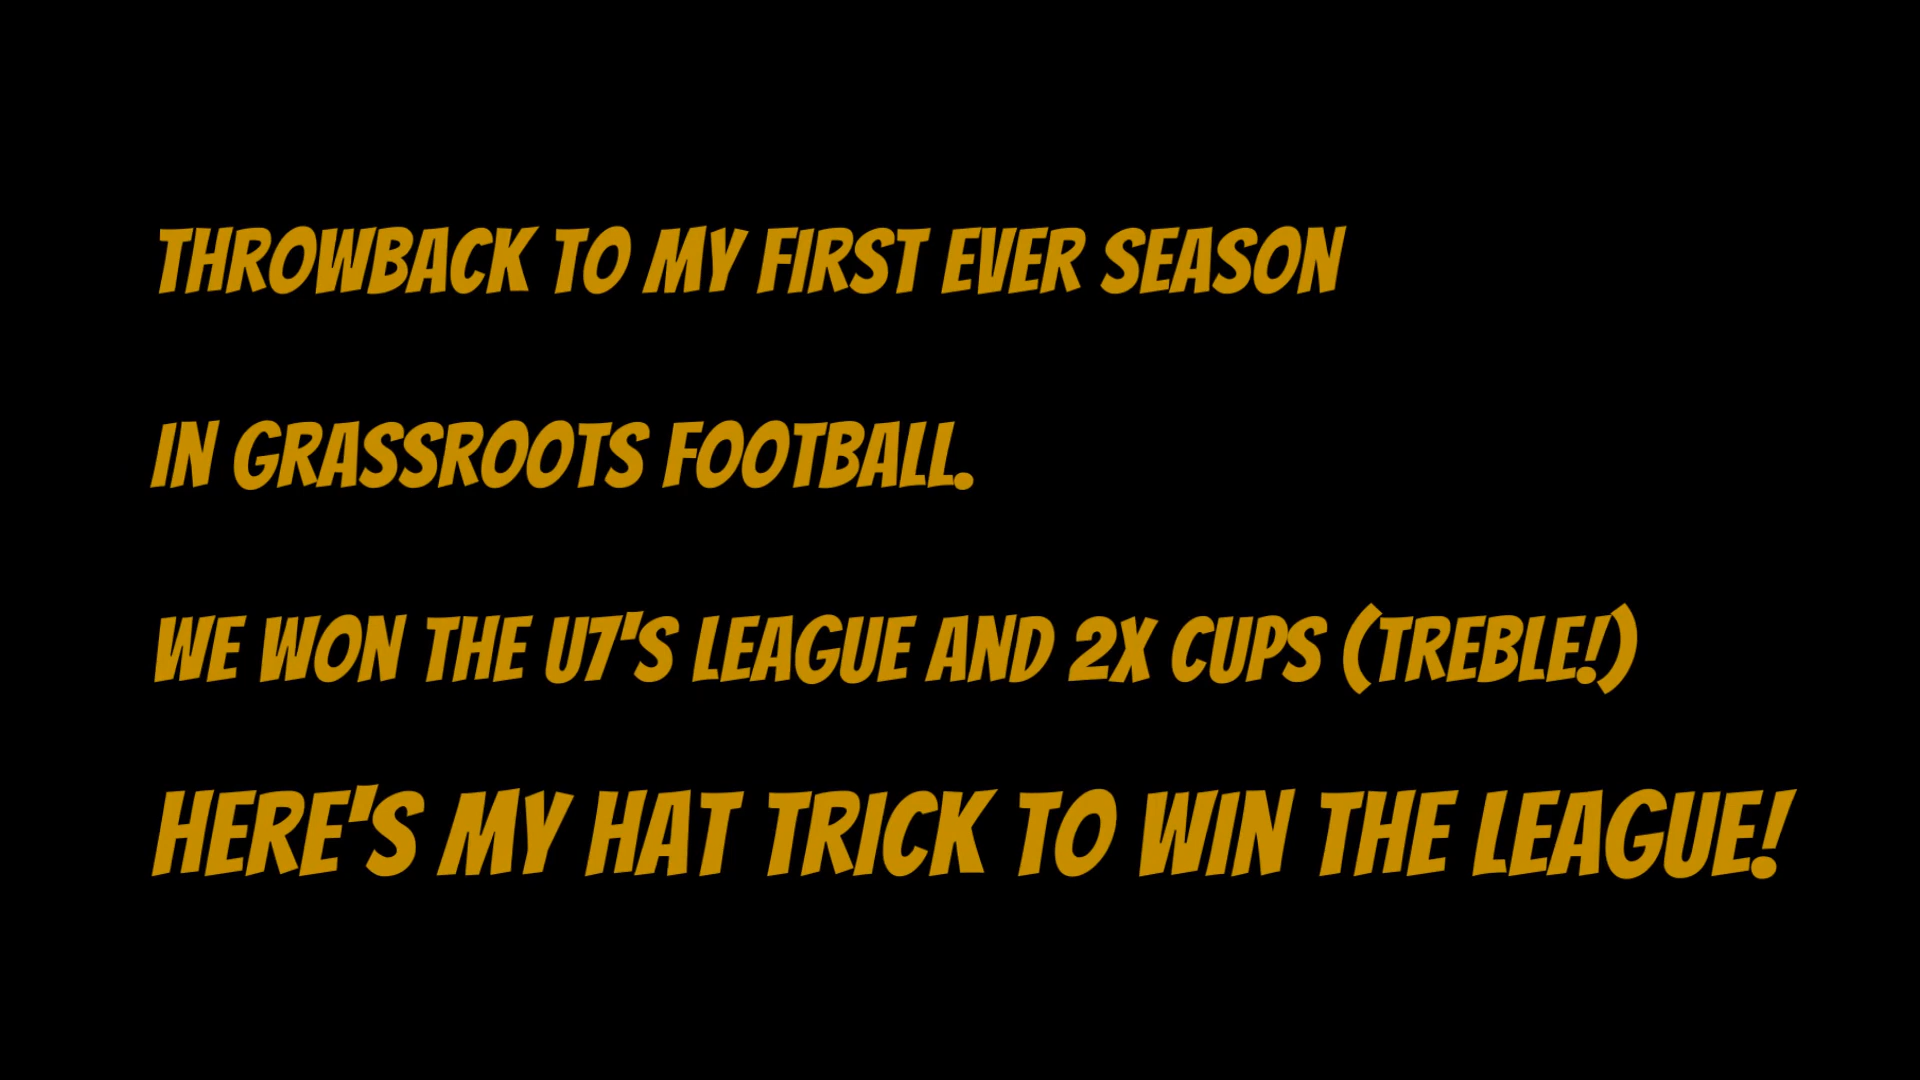 THROWBACK TO MY FIRST EVER SEASON
IN GRASSROOTS FOOTBALL.
WE WON THE U7'S LEAGUE AND 2X CUPS (TREBLE!)
HERE'S MY HAT TRICK TO WIN THE LEAGUE!